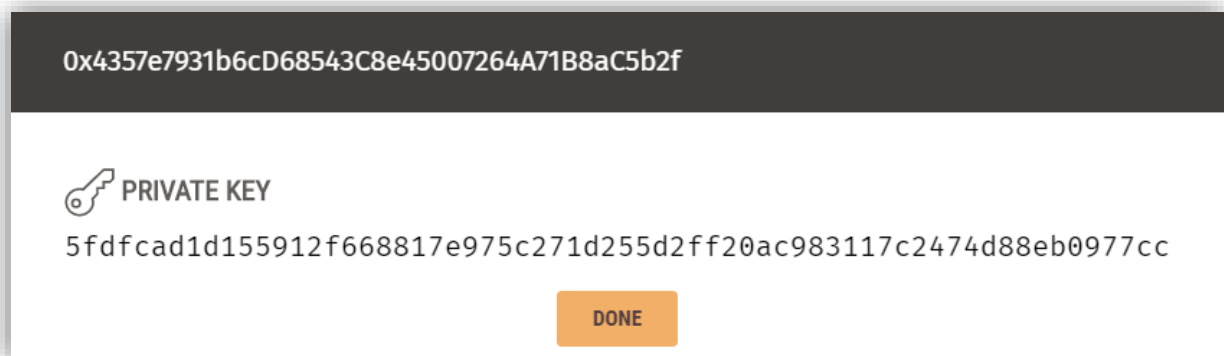 0x4357e7931b6cD68543C8e45007264A71B8aC5b2f
PRIVATE KEY
5fdfcad1d155912f668817e975c271d255d2ff20ac983117c2474d88eb0977cc
DONE